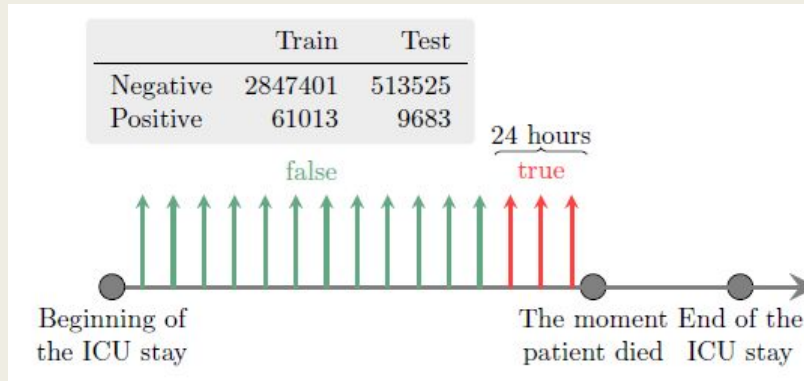 Train Test
Negative 2847401 513525
Positive 61013 9683
24 hours
false true
Beginning of
the ICU stay
The moment
patient died
End of the
ICU stay